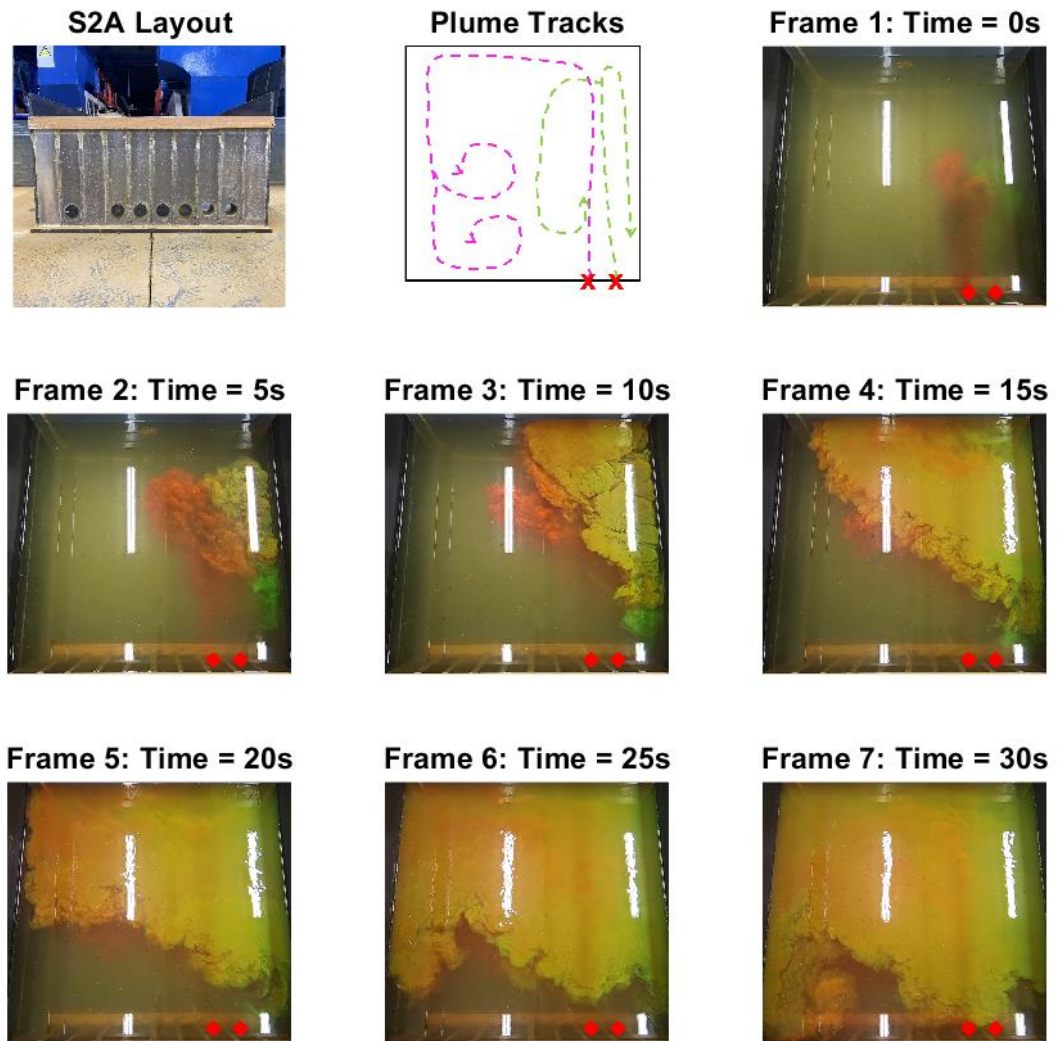 S2A Layout
Plume Tracks
Frame 1: Time = 0s
X X
Frame 2: Time = 5s
Frame 3: Time = 10s
Frame 4: Time = 15s
Frame 5: Time = 20s
Frame 6: Time = 25s
Frame 7: Time = 30s